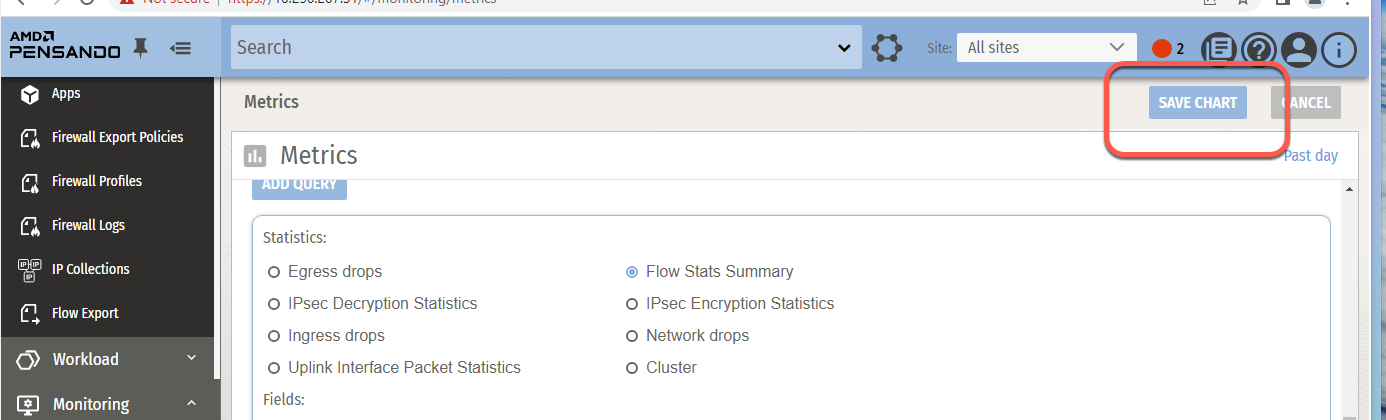 Not secure https://10.296.207.31/#/monitoring/metrics
AMD
PENSANDO
Search
Site:
All sites
2
Apps
Metrics
SAVE CHART
CANCEL
Firewall Export Policies
Metrics
Past day
Firewall Profiles
ADD QUERY
Firewall Logs
Statistics:
IP Collections
Egress drops
Flow Stats Summary
IPsec Decryption Statistics
IPsec Encryption Statistics
Flow Export
Ingress drops
Network drops
Workload
Uplink Interface Packet Statistics
Cluster
Monitoring
Fields: